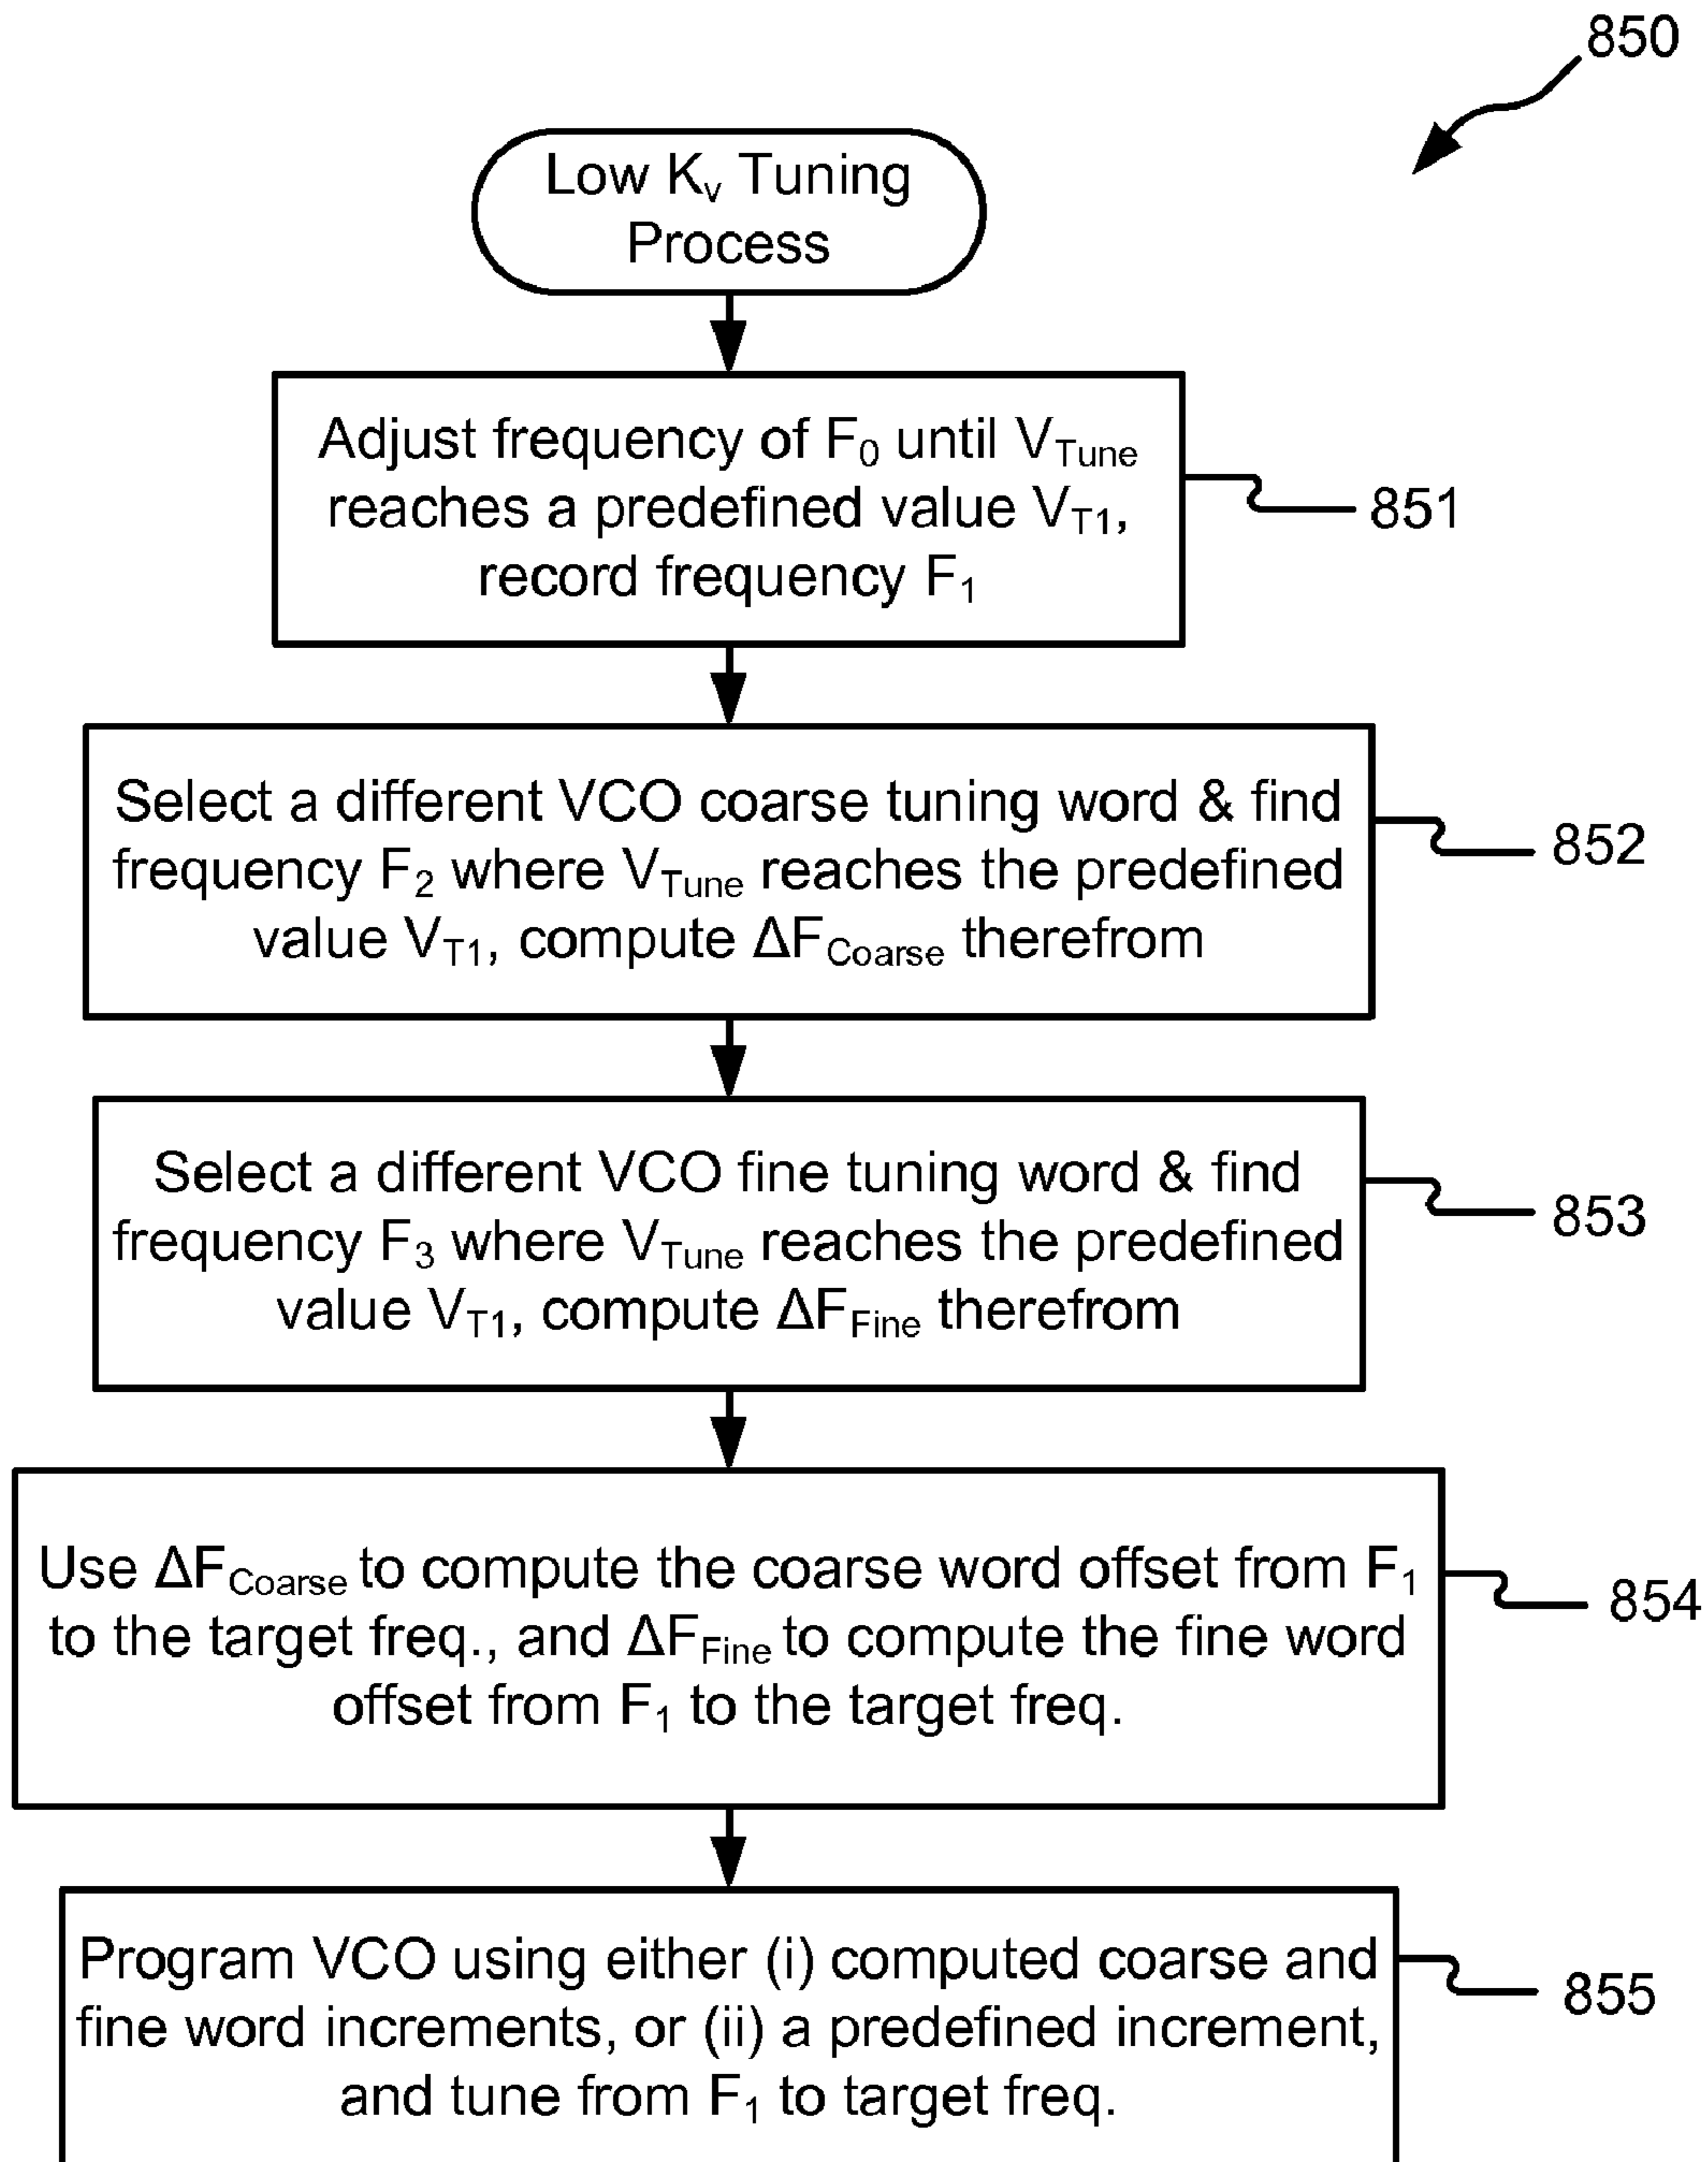 850
Low Kv Tuning
Process
Adjust frequency of F0 until VTune
reaches a predefined value VT1,
record frequency F1
851
Select a different VCO coarse tuning word & find
frequency F2 where VTune reaches the predefined
value VT1, compute ΔFCoarse therefrom
852
Select a different VCO fine tuning word & find
frequency F3 where VTune reaches the predefined
value VT1, compute ΔFFine therefrom
853
Use ΔFCoarse to compute the coarse word offset from F1
to the target freq., and ΔFFine to compute the fine word
offset from F1 to the target freq.
854
Program VCO using either (i) computed coarse and
fine word increments, or (ii) a predefined increment,
and tune from F1 to target freq.
855